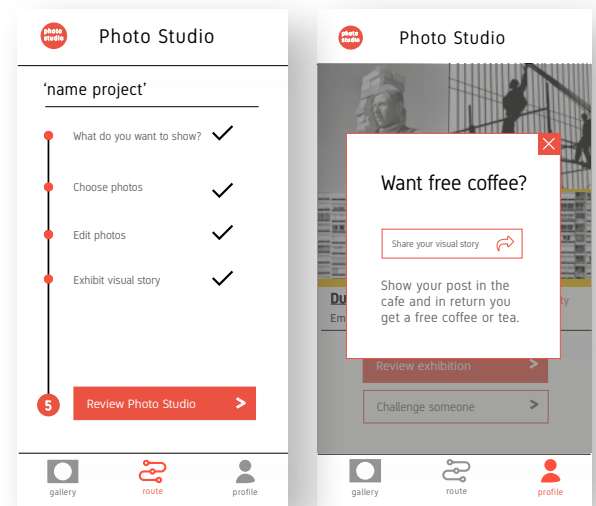 photo
studio
Photo Studio
'name project'
What do you want to show?
Choose photos
Edit photos
Exhibit visual story
5
Review Photo Studio >
gallery
route
profile
photo
studio
Photo Studio
Want free coffee?
Share your visual story
Show your post in the
cafe and in return you
get a free coffee or tea.
Du
ty
Em
Review exhibition >
Challenge someone >
gallery
route
profile